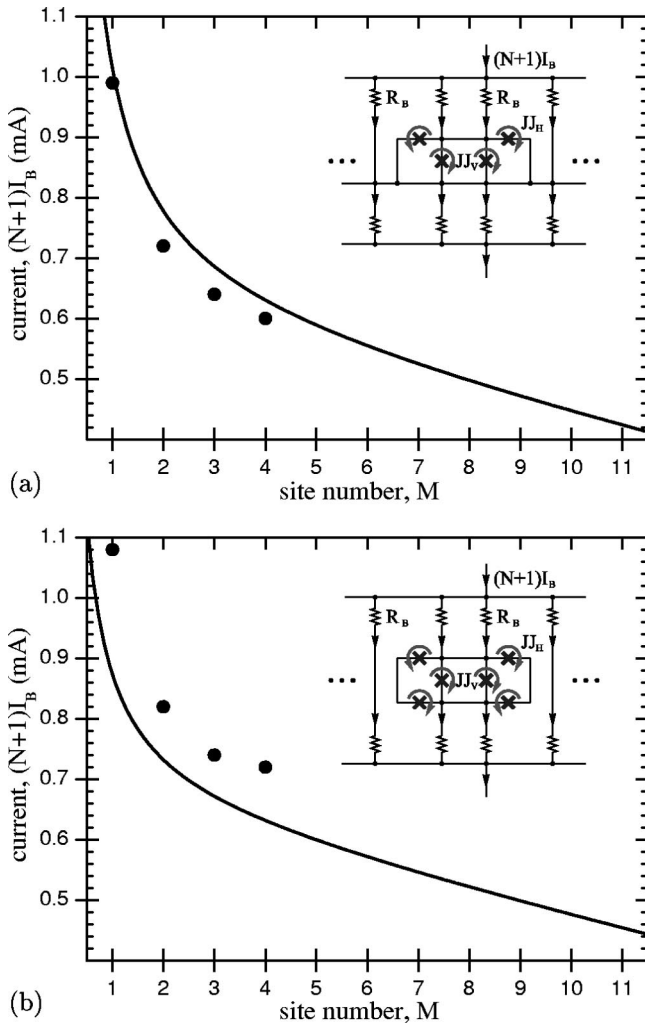 1.1
(N+1)I_B
1.0
R_B R_B
JJ_H
0.9
JJ_V
0.8
0.7
0.6
0.5
current, (N+1)I_B (mA)
1 2 3 4 5 6 7 8 9 10 11
(a)
site number, M
1.1
(N+1)I_B
1.0
R_B R_B
JJ_H
0.9
JJ_V
0.8
0.7
0.6
0.5
current, (N+1)I_B (mA)
1 2 3 4 5 6 7 8 9 10 11
(b)
site number, M